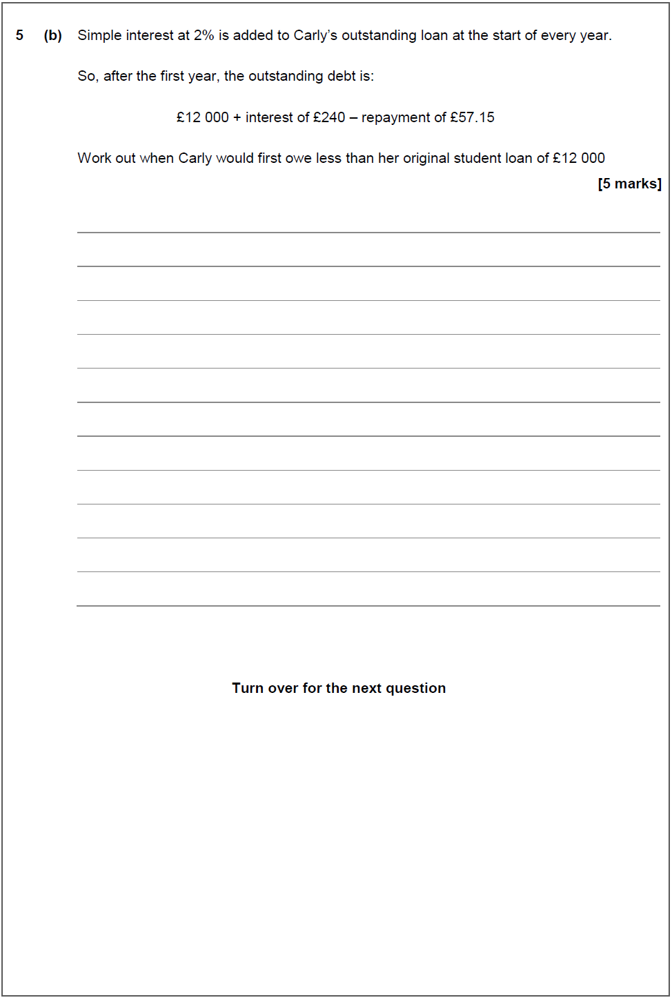 5 (b) Simple interest at 2% is added to Carly's outstanding loan at the start of every year.
So, after the first year, the outstanding debt is:
£12 000 + interest of £240 – repayment of £57.15
Work out when Carly would first owe less than her original student loan of £12 000
[5 marks]
Turn over for the next question